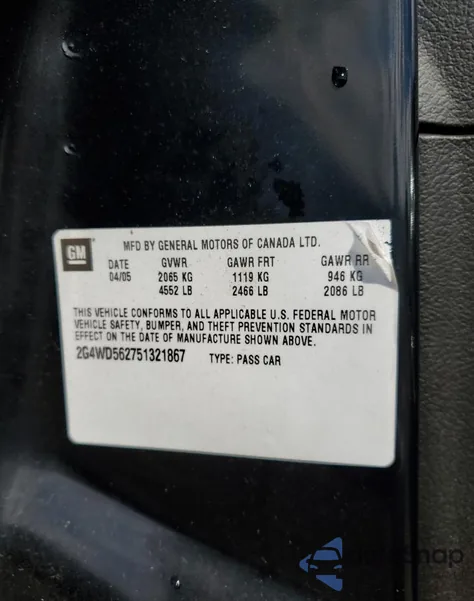 GM
MFD BY GENERAL MOTORS OF CANADA LTD.
DATE GVWR GAWR FRT GAWR RR
04/05 2065 KG 1119 KG 946 KG
4552 LB 2466 LB 2086 LB
THIS VEHICLE CONFORMS TO ALL APPLICABLE U.S. FEDERAL MOTOR
VEHICLE SAFETY, BUMPER, AND THEFT PREVENTION STANDARDS IN
EFFECT ON THE DATE OF MANUFACTURE SHOWN ABOVE.
2G4WD562751321867 TYPE: PASS CAR